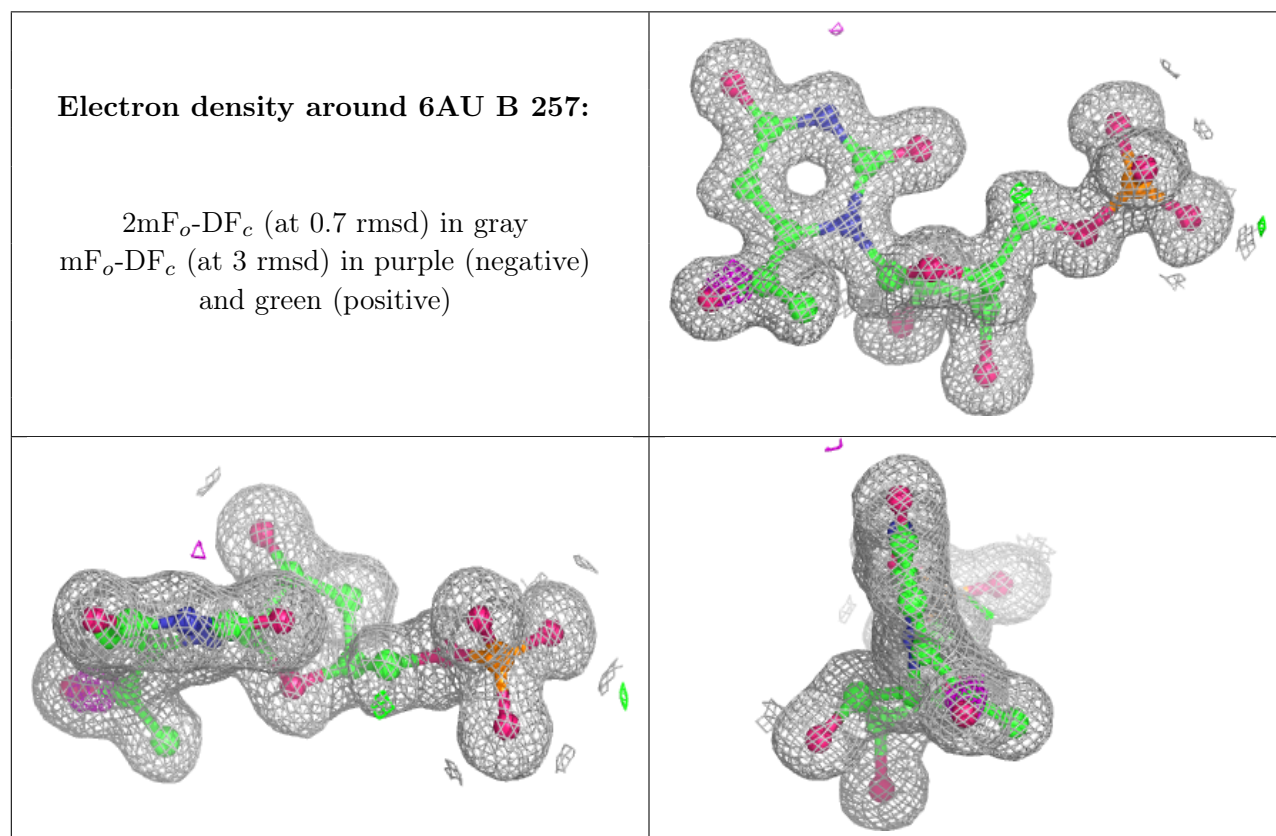 Electron density around 6AU B 257:
2mFₒ-DF𝒸 (at 0.7 rmsd) in gray
mFₒ-DF𝒸 (at 3 rmsd) in purple (negative)
and green (positive)